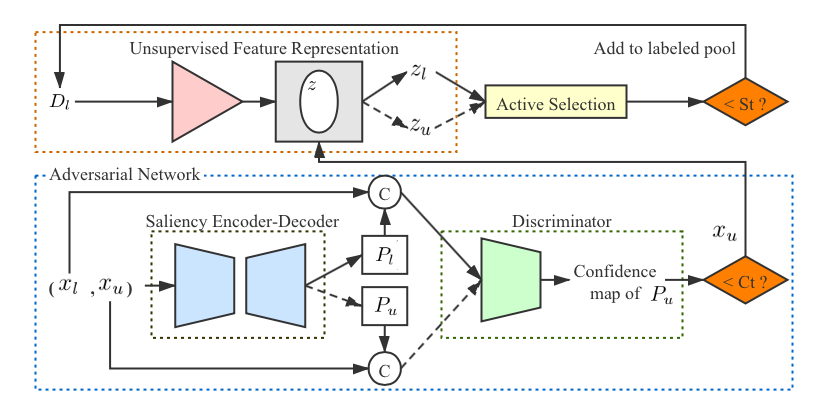 Unsupervised Feature Representation
Add to labeled pool
D_l
z
z_l
z_u
Active Selection
< St ?
Adversarial Network
C
Saliency Encoder-Decoder
Discriminator
x_u
(x_l ,x_u)
P_l
P_u
Confidence
map of P_u
< Ct ?
C